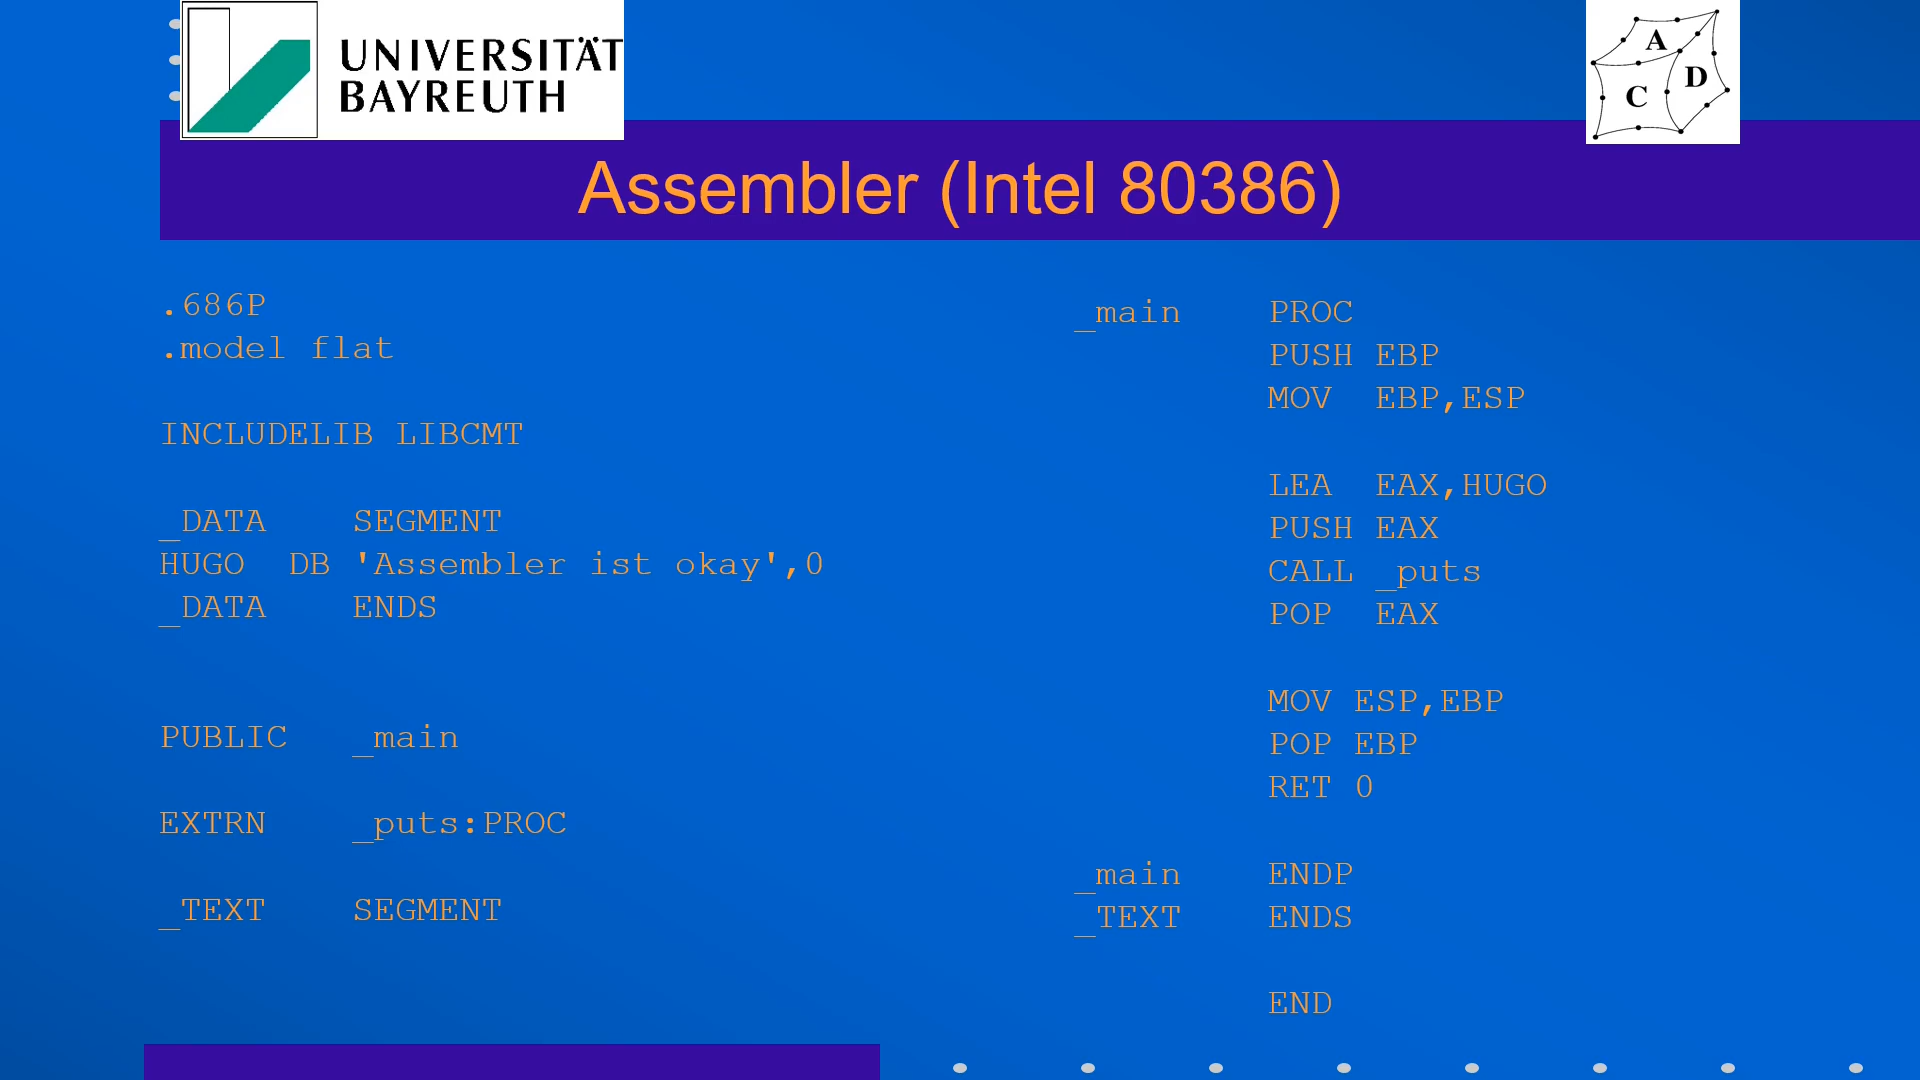 UNIVERSITÄT
BAYREUTH
A
D
C
Assembler (Intel 80386)
.686P
.model flat
INCLUDELIB LIBCMT
_DATA    SEGMENT
HUGO  DB 'Assembler ist okay',0
_DATA    ENDS
PUBLIC   _main
EXTRN    _puts:PROC
_TEXT    SEGMENT
_main    PROC
PUSH EBP
MOV  EBP,ESP
LEA  EAX,HUGO
PUSH EAX
CALL _puts
POP  EAX
MOV ESP,EBP
POP EBP
RET 0
_main    ENDP
_TEXT    ENDS
END